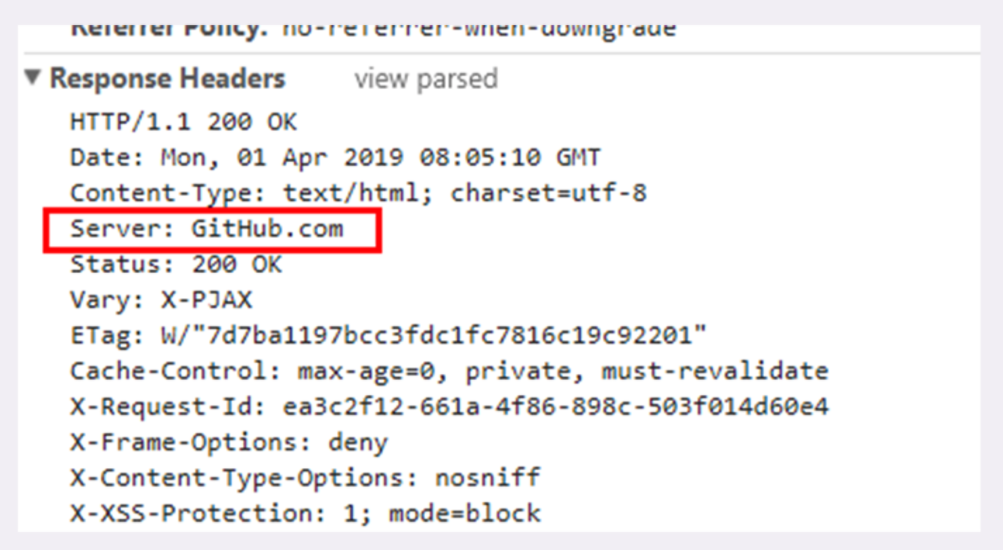 Referrer Policy: no-referrer-when-downgrade
▼ Response Headers view parsed
HTTP/1.1 200 OK
Date: Mon, 01 Apr 2019 08:05:10 GMT
Content-Type: text/html; charset=utf-8
Server: GitHub.com
Status: 200 OK
Vary: X-PJAX
ETag: W/"7d7ba1197bcc3fdc1fc7816c19c92201"
Cache-Control: max-age=0, private, must-revalidate
X-Request-Id: ea3c2f12-661a-4f86-898c-503f014d60e4
X-Frame-Options: deny
X-Content-Type-Options: nosniff
X-XSS-Protection: 1; mode=block